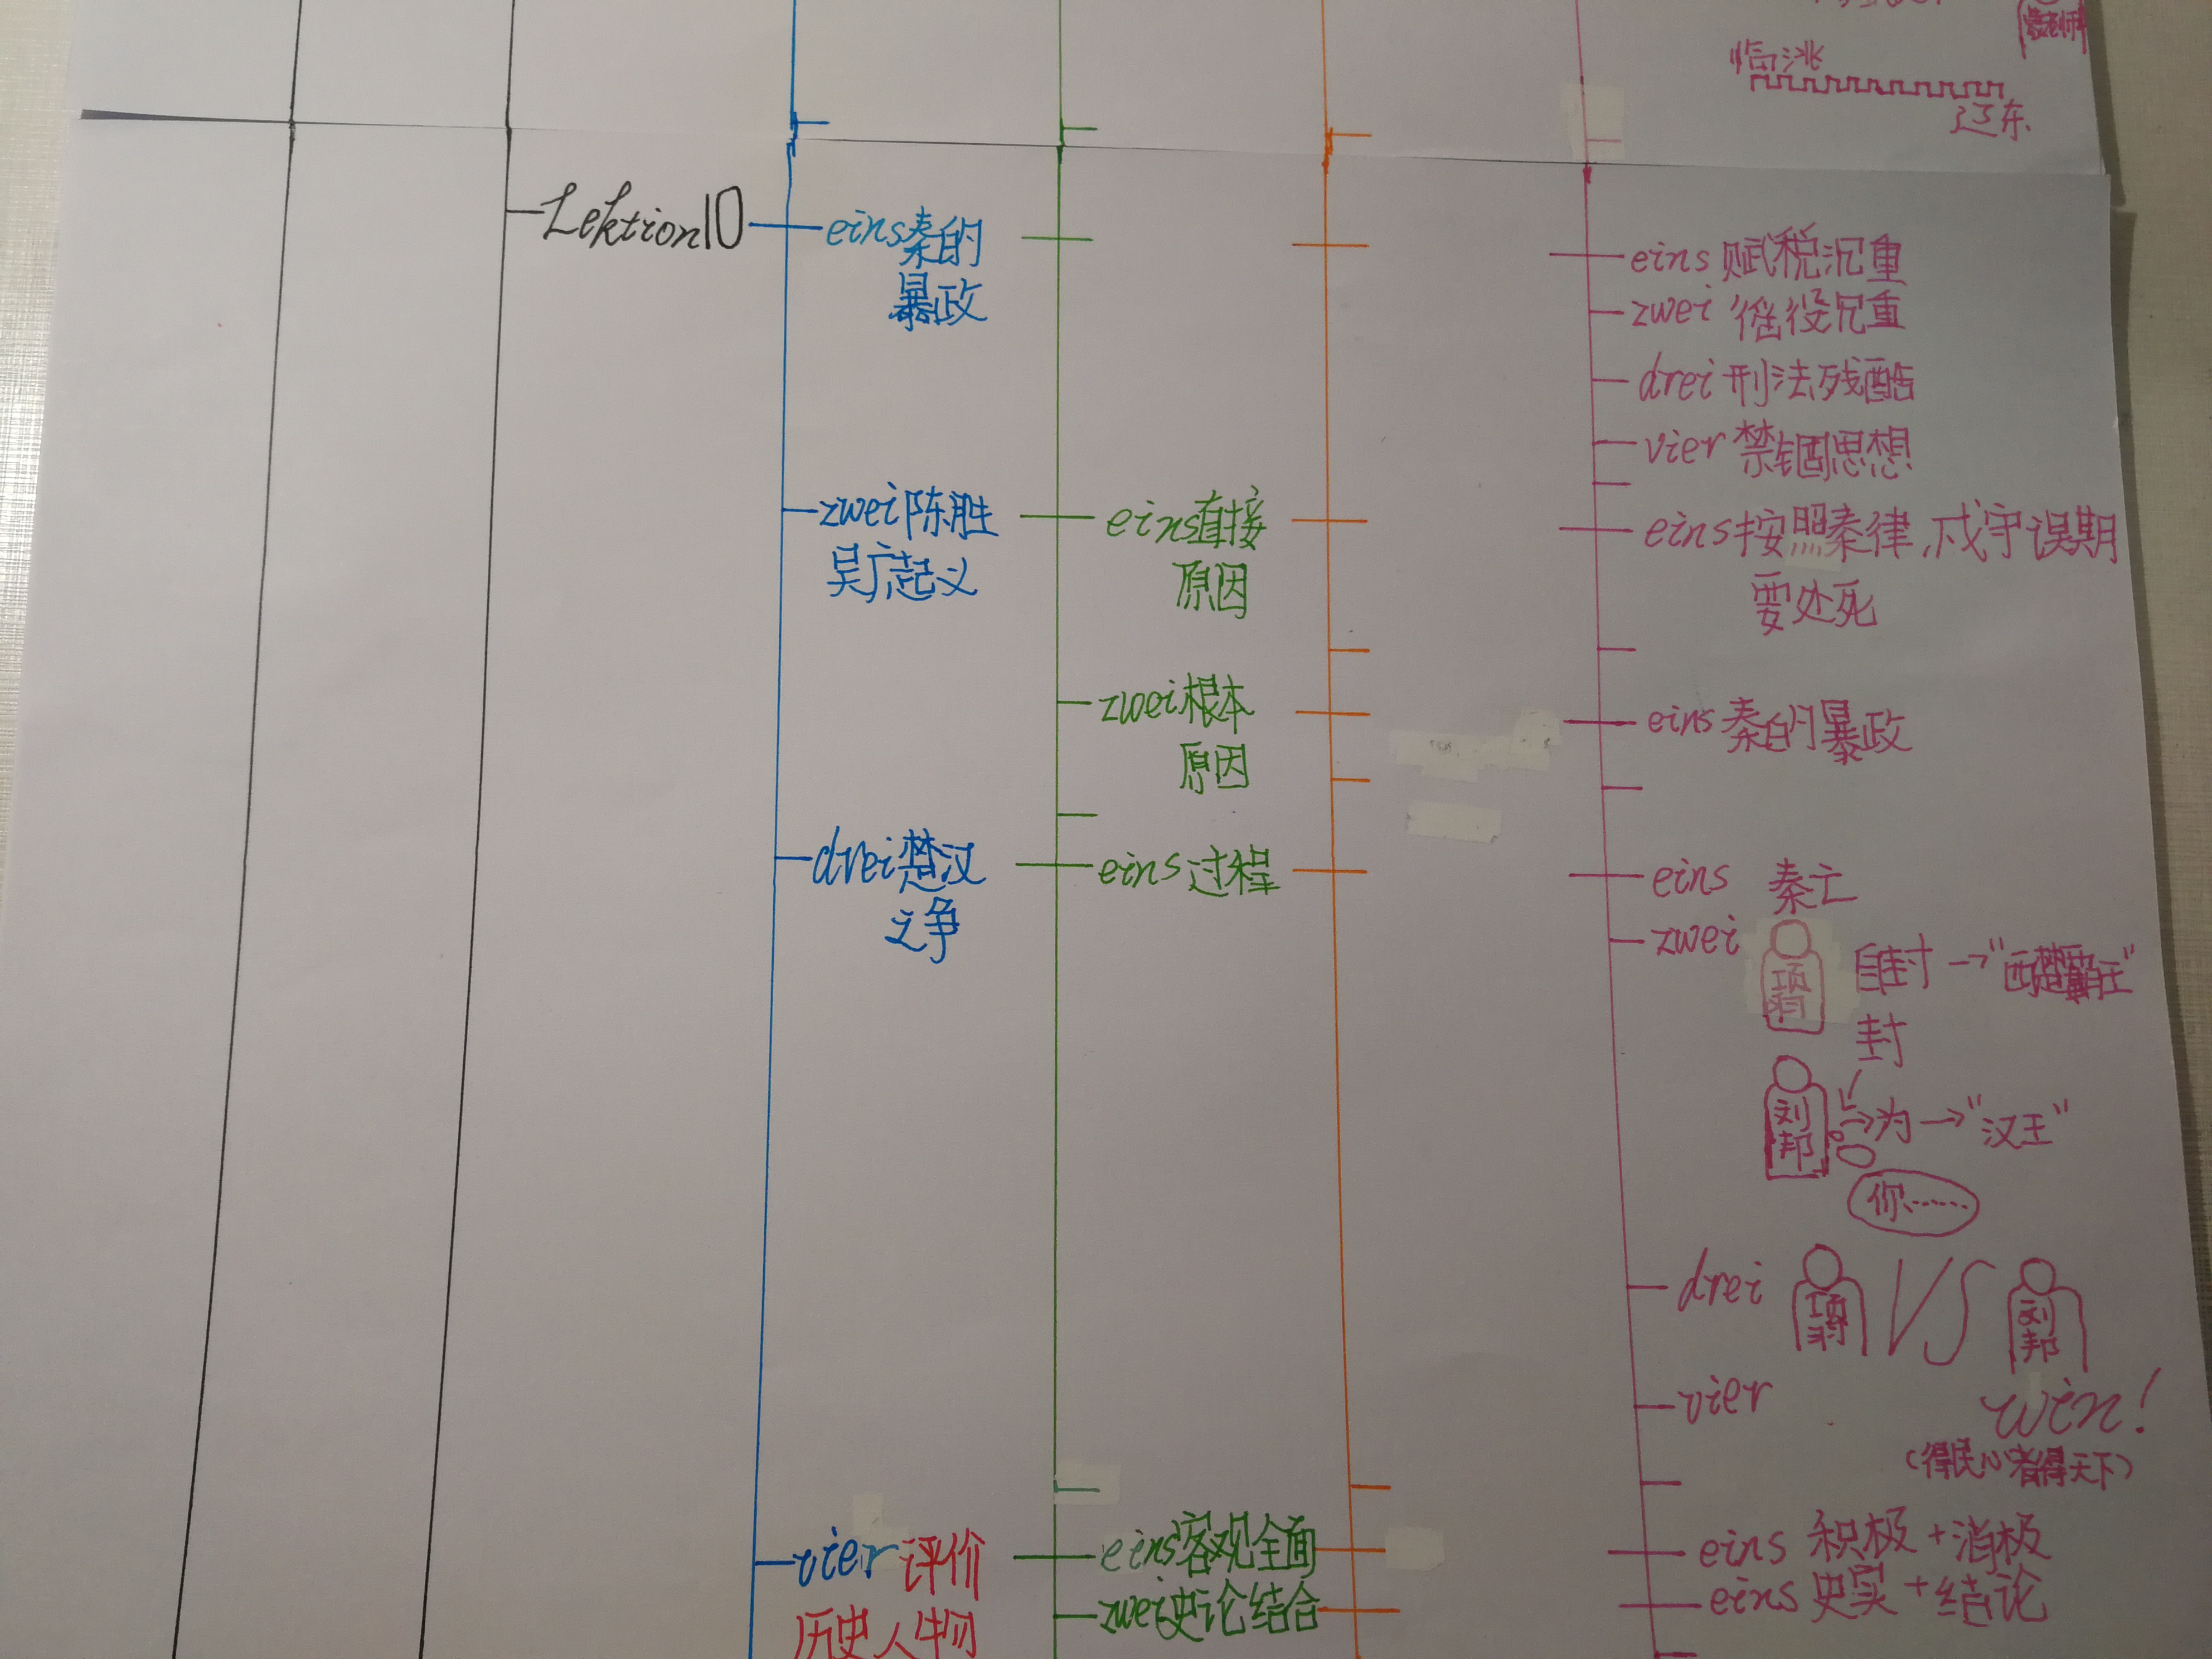 临洮
辽东
Lektion10
eins秦的
暴政
eins 赋税沉重
zwei 徭役沉重
drei 刑法残酷
vier 禁锢思想
zwei陈胜
吴广起义
eins直接
原因
eins按照秦律,戍守误期
要处死
zwei根本
原因
eins 秦的暴政
drei楚汉
之争
eins过程
eins 秦亡
zwei
项羽
自封→"西楚霸王"
封
刘
邦
→为→"汉王"
你……
drei
项羽
VS
刘邦
vier
win!
(得民心者得天下)
vier评价
历史人物
eins客观全面
zwei史论结合
eins 积极+消极
eins 史实+结论